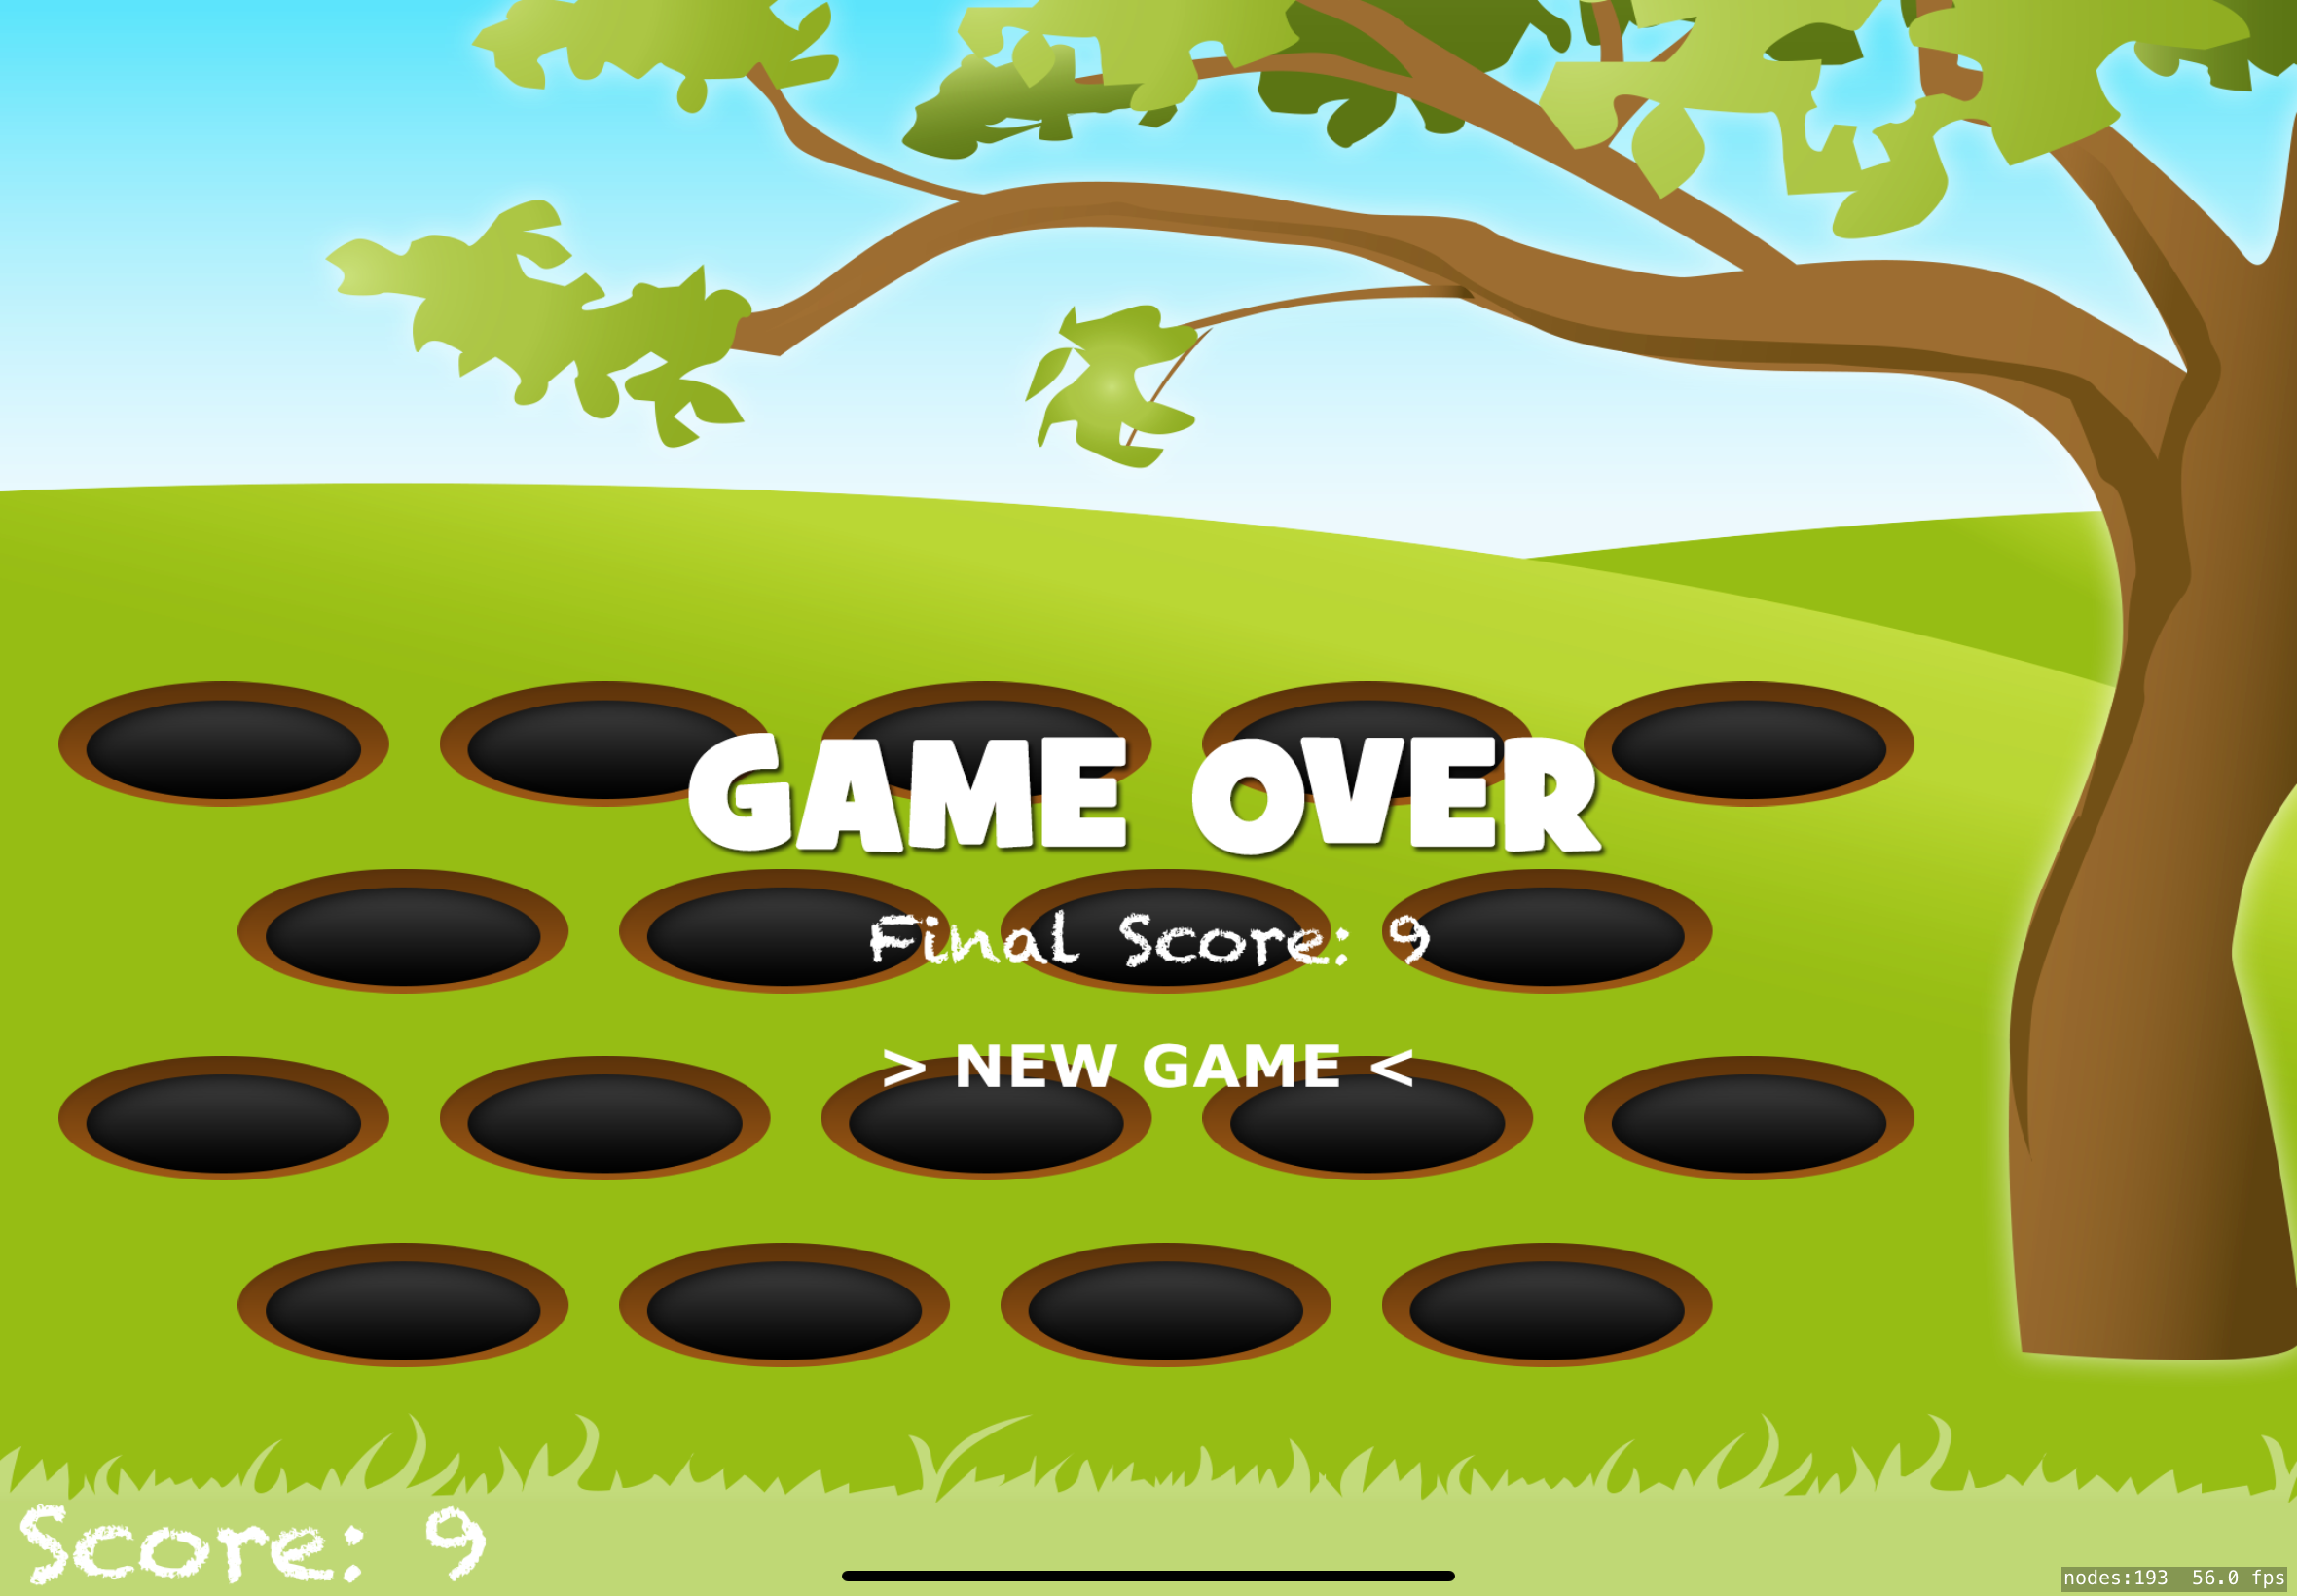 GAME OVER
Final Score: 9
> NEW GAME <
Score: 9
nodes:193 56.0 fps